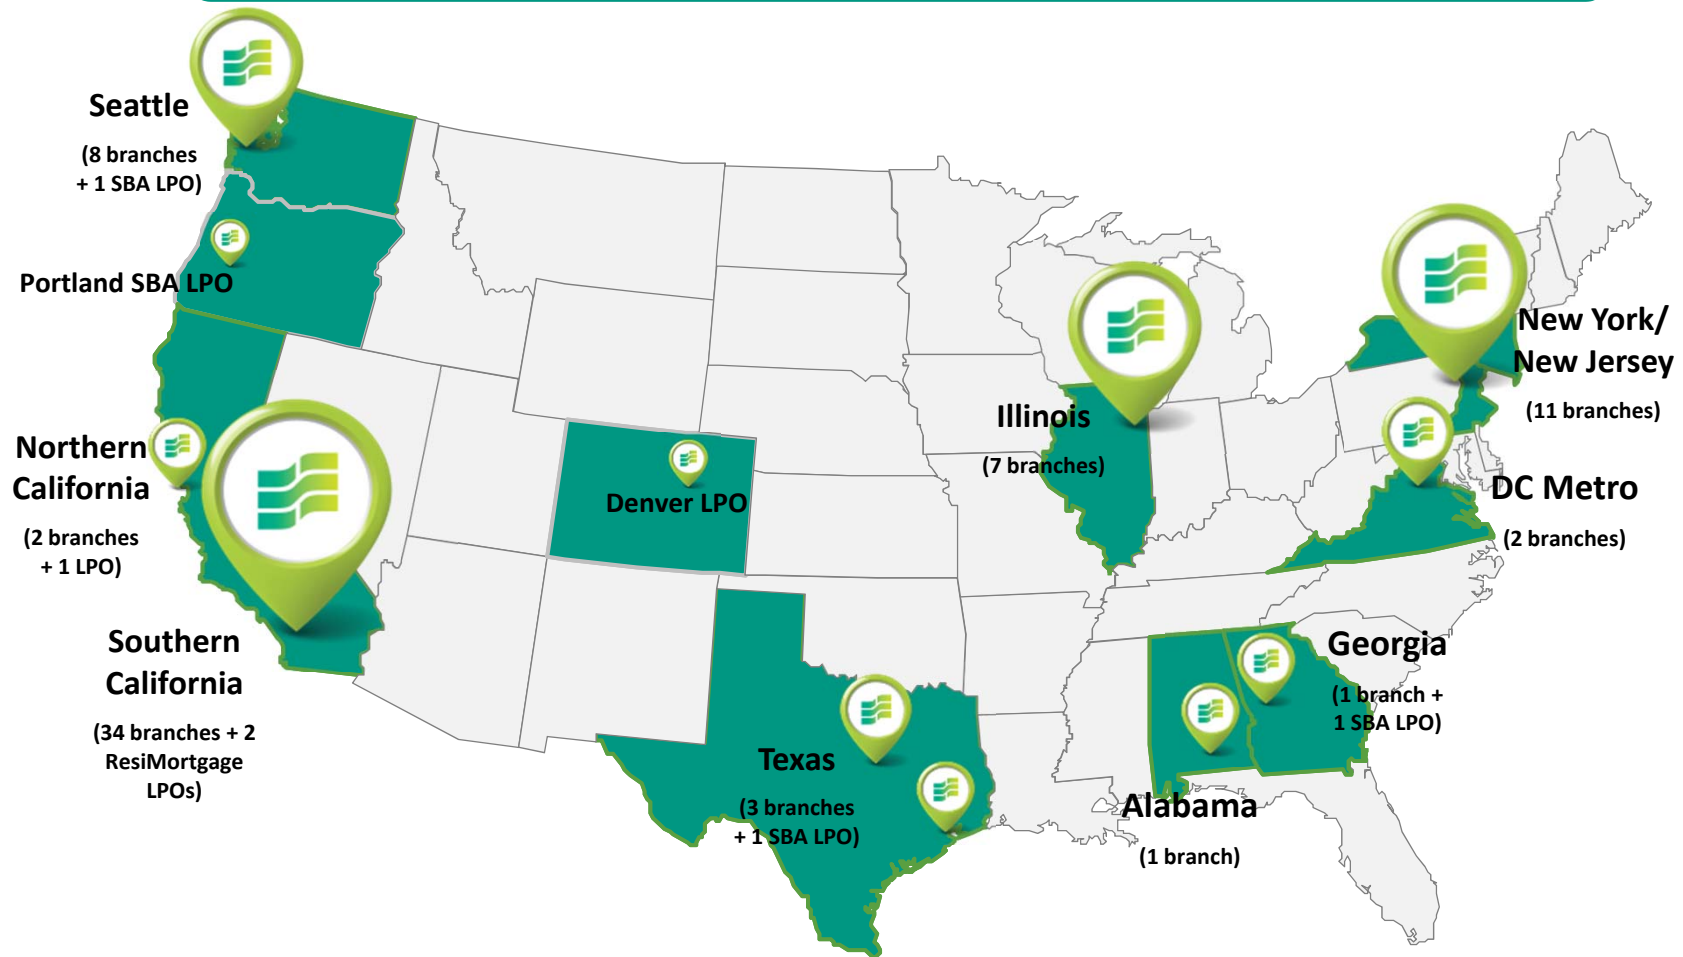 Seattle
(8 branches
+ 1 SBA LPO)
Portland SBA LPO
Northern
California
(2 branches
+ 1 LPO)
Southern
California
(34 branches + 2
ResiMortgage
LPOs)
Denver LPO
Texas
(3 branches
+ 1 SBA LPO)
Illinois
(7 branches)
New York/
New Jersey
(11 branches)
DC Metro
(2 branches)
Georgia
(1 branch +
1 SBA LPO)
Alabama
(1 branch)